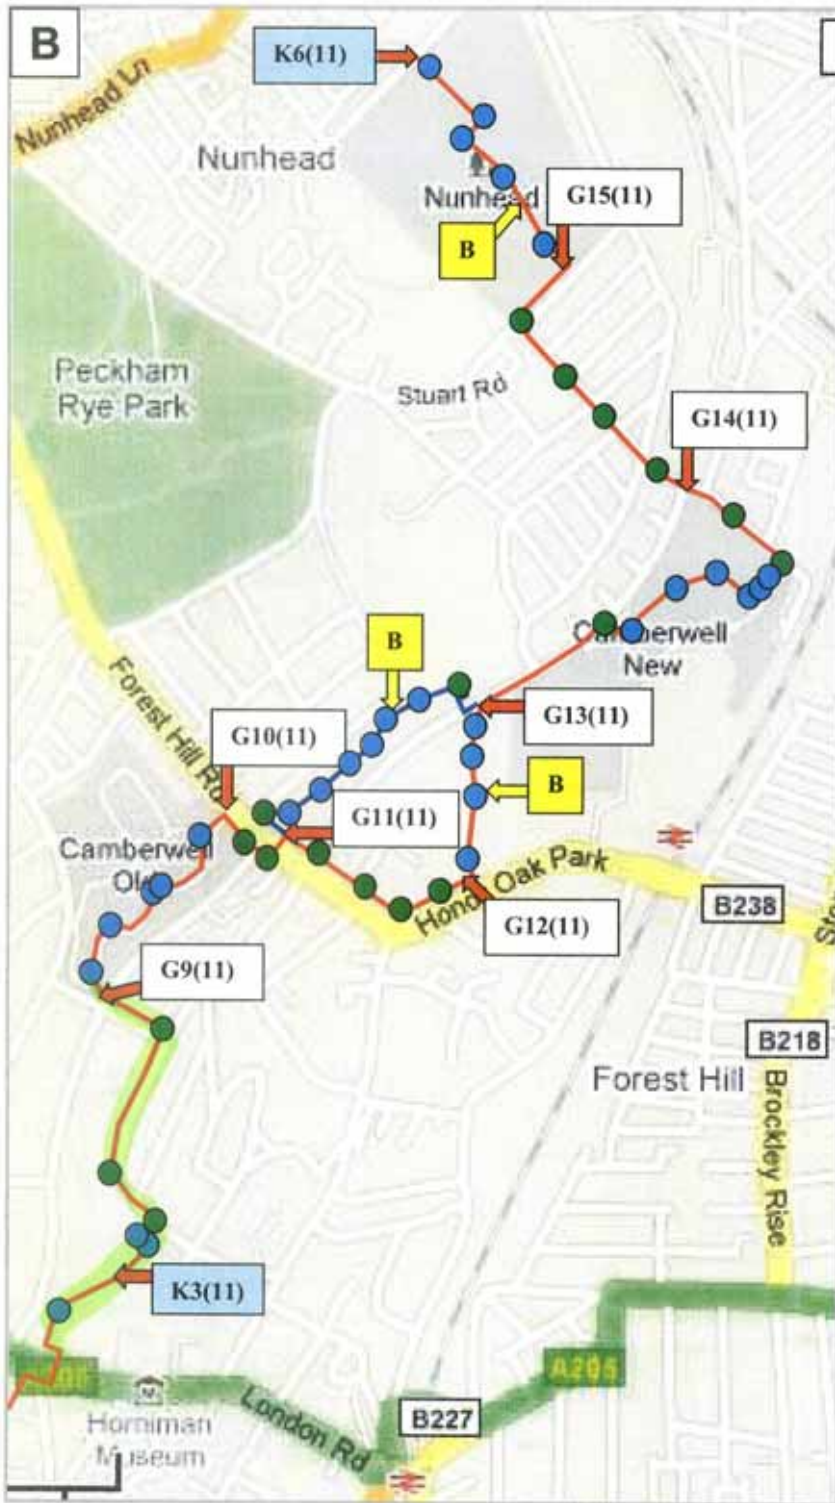 B
K6(11)
Nunhead Ln
Nunhead
Nunhead
G15(11)
B
Peckham
Rye Park
Stuart Rd
G14(11)
Camberwell
New
B
Forest Hill Rd
G10(11)
G13(11)
B
G11(11)
Camberwell
Old
Honor Oak Park
B238
G12(11)
G9(11)
B218
Forest Hill
Brockley Rise
K3(11)
A205
London Rd
B227
Horniman
Museum